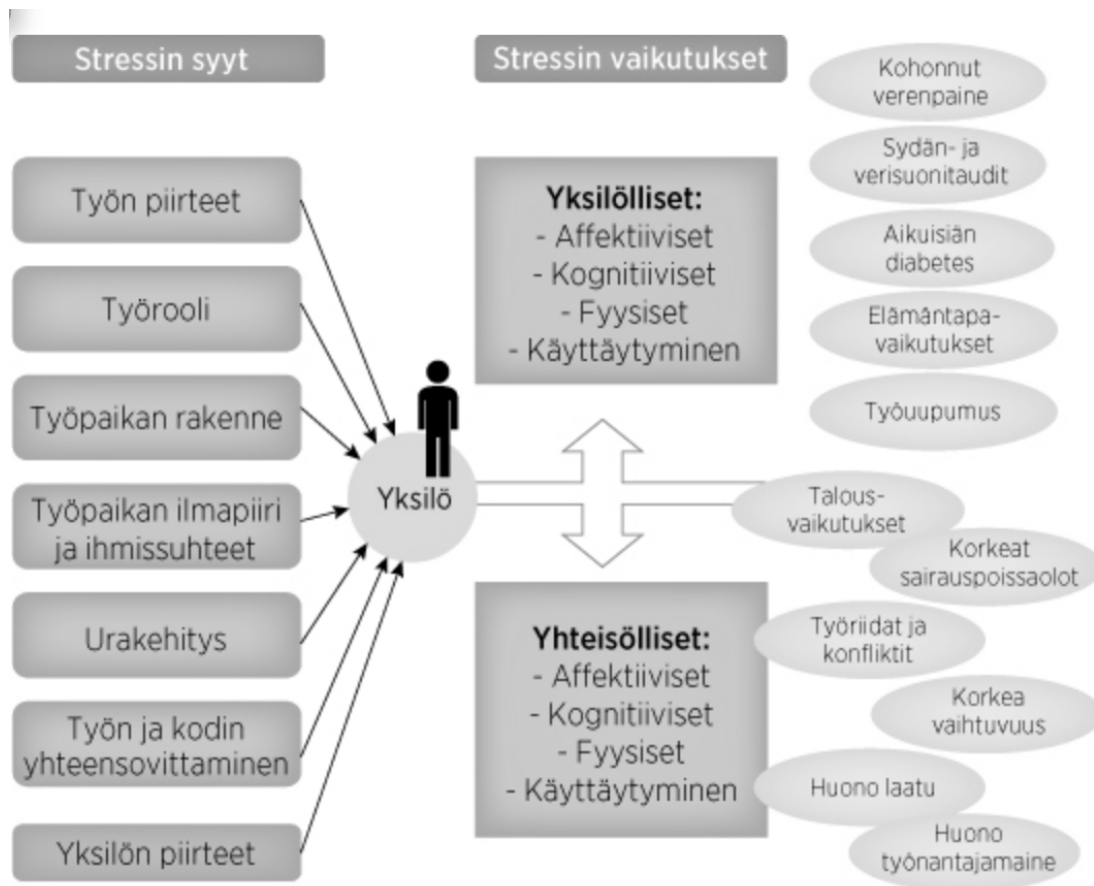 Stressin syyt
Työn piirteet
Työrooli
Työpaikan rakenne
Työpaikan ilmapiiri
ja ihmissuhteet
Urakehitys
Työn ja kodin
yhteensovittaminen
Yksilön piirteet
Yksilö
Stressin vaikutukset
Yksilölliset:
- Affektiiviset
- Kognitiiviset
- Fyysiset
- Käyttäytyminen
Yhteisölliset:
- Affektiiviset
- Kognitiiviset
- Fyysiset
- Käyttäytyminen
Kohonnut
verenpaine
Sydän- ja
verisuonitaudit
Aikuisiän
diabetes
Elämäntapa-
vaikutukset
Työuupumus
Talous-
vaikutukset
Korkeat
sairauspoissaolot
Työriidat ja
konfliktit
Korkea
vaihtuvuus
Huono laatu
Huono
työnantajamaine